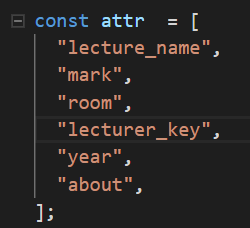 const attr  = [
  "lecture_name",
  "mark",
  "room",
  "lecturer_key",
  "year",
  "about",
];